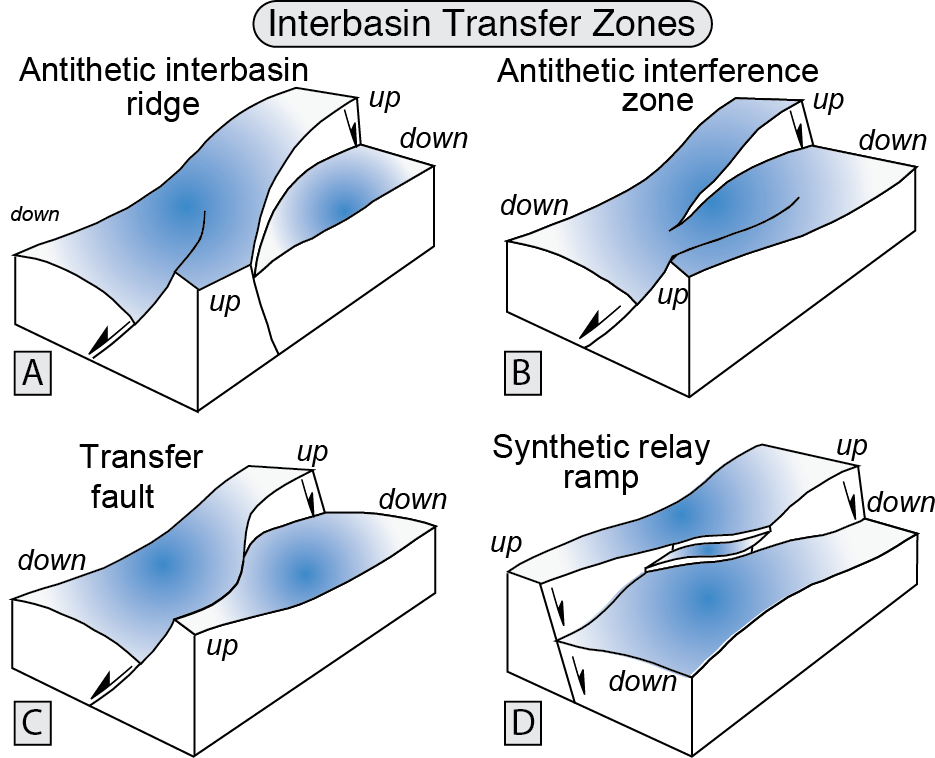 Interbasin Transfer Zones
Antithetic interbasin
ridge
up
down
down
up
A
Antithetic interference
zone
up
down
down
up
B
Transfer
fault
up
down
down
up
C
Synthetic relay
ramp
up
down
up
down
D